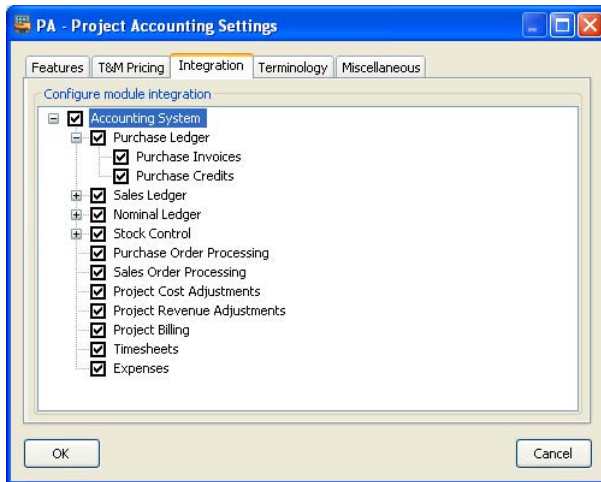 PA - Project Accounting Settings
Features T&M Pricing Integration Terminology Miscellaneous
Configure module integration
Accounting System
Purchase Ledger
Purchase Invoices
Purchase Credits
Sales Ledger
Nominal Ledger
Stock Control
Purchase Order Processing
Sales Order Processing
Project Cost Adjustments
Project Revenue Adjustments
Project Billing
Timesheets
Expenses
OK Cancel